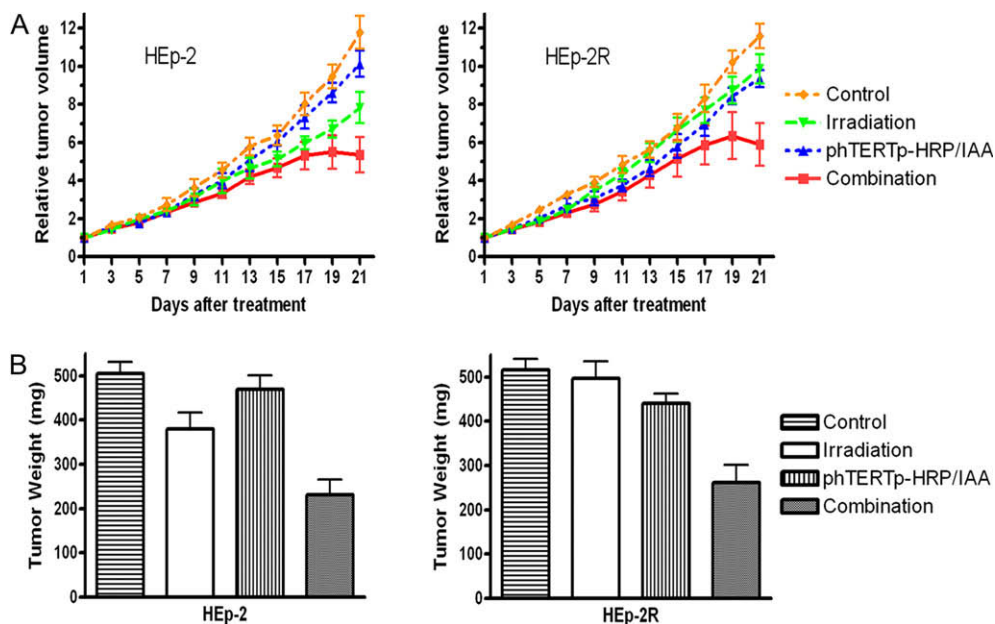 A
HEp-2
Relative tumor volume
12
10
8
6
4
2
0
1 3 5 7 9 11 13 15 17 19 21
Days after treatment
HEp-2R
Relative tumor volume
12
10
8
6
4
2
0
1 3 5 7 9 11 13 15 17 19 21
Days after treatment
Control
Irradiation
phTERTp-HRP/IAA
Combination
B
Tumor Weight (mg)
500
400
300
200
100
0
HEp-2
Tumor Weight (mg)
500
400
300
200
100
0
HEp-2R
Control
Irradiation
phTERTp-HRP/IAA
Combination